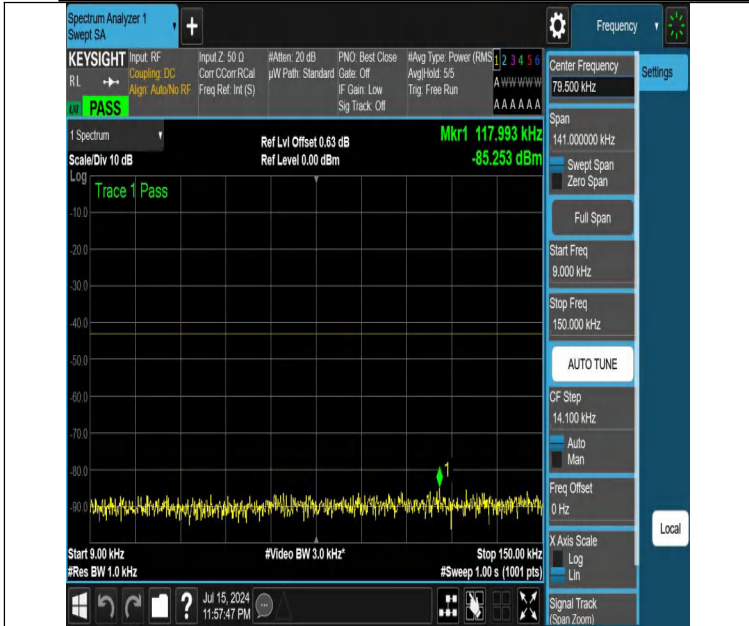 Spectrum Analyzer 1
Swept SA
+
Frequency
KEYSIGHT
RL
LXI
PASS
Input: RF
Coupling: DC
Align: Auto/No RF
Input Z: 50 Ω
Corr CCorr RCal
Freq Ref: Int (S)
#Atten: 20 dB
µW Path: Standard
PNO: Best Close
Gate: Off
IF Gain: Low
Sig Track: Off
#Avg Type: Power (RMS
Avg|Hold: 5/5
Trig: Free Run
1 2 3 4 5 6
A W W W W W
A A A A A A
1 Spectrum
Scale/Div 10 dB
Ref Lvl Offset 0.63 dB
Ref Level 0.00 dBm
Mkr1 117.993 kHz
-85.253 dBm
Log
Trace 1 Pass
-10.0
-20.0
-30.0
-40.0
-50.0
-60.0
-70.0
-80.0
-90.0
1
Start 9.00 kHz
#Res BW 1.0 kHz
#Video BW 3.0 kHz*
Stop 150.00 kHz
#Sweep 1.00 s (1001 pts)
Jul 15, 2024
11:57:47 PM
?
Center Frequency
79.500 kHz
Settings
Span
141.000000 kHz
Swept Span
Zero Span
Full Span
Start Freq
9.000 kHz
Stop Freq
150.000 kHz
AUTO TUNE
CF Step
14.100 kHz
Auto
Man
Freq Offset
0 Hz
X Axis Scale
Log
Lin
Local
Signal Track
(Span Zoom)